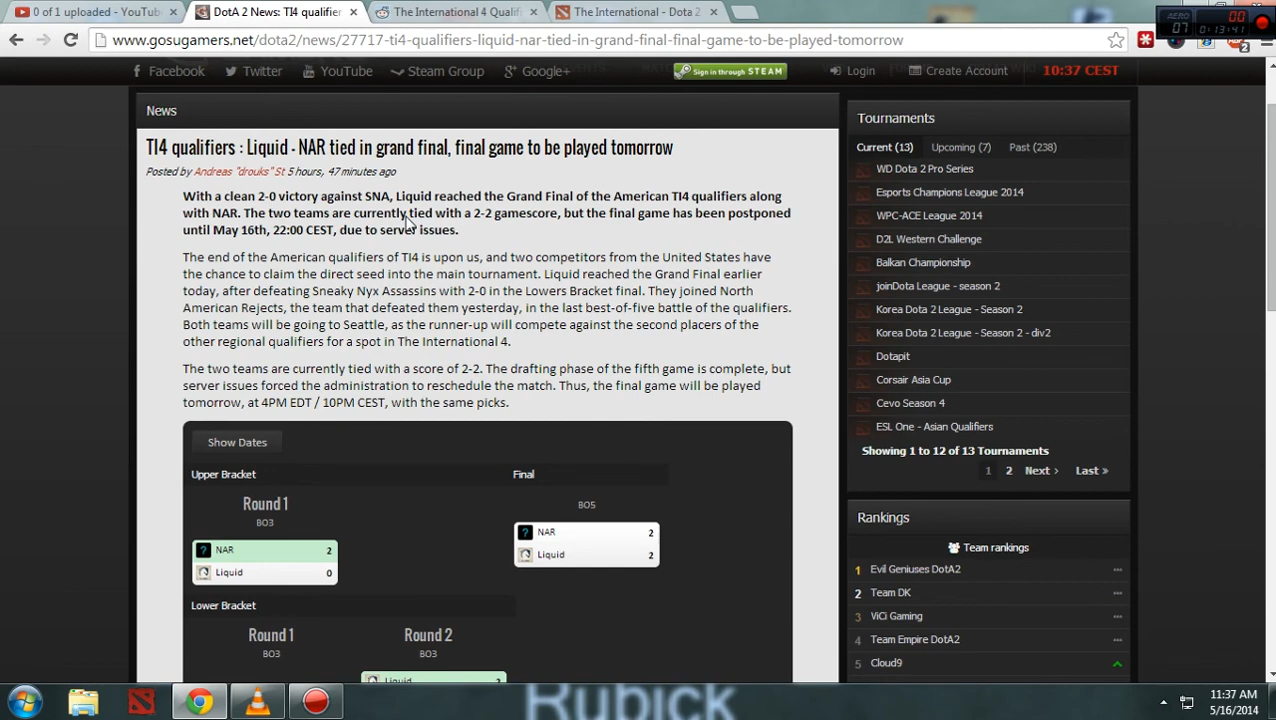 0 of 1 uploaded - YouTu
DotA 2 News: TI4 qualifier
The International 4 Qualifi
The International - Dota 2
AERO
07
00
0:13:41
www.gosugamers.net/dota2/news/27717-ti4-qualifi in-grand-final-final-game-to-be-played-tomorrow
2
Facebook
Twitter
YouTube
Steam Group
Google+
Sign in through STEAM
Login
Create Account
10:37 CEST
News
TI4 qualifiers : Liquid - NAR tied in grand final, final game to be played tomorrow
Posted by Andreas "drouks" St 5 hours, 47 minutes ago
With a clean 2-0 victory against SNA, Liquid reached the Grand Final of the American TI4 qualifiers along
with NAR. The two teams are currently tied with a 2-2 gamescore, but the final game has been postponed
until May 16th, 22:00 CEST, due to server issues.
The end of the American qualifiers of TI4 is upon us, and two competitors from the United States have
the chance to claim the direct seed into the main tournament. Liquid reached the Grand Final earlier
today, after defeating Sneaky Nyx Assassins with 2-0 in the Lowers Bracket final. They joined North
American Rejects, the team that defeated them yesterday, in the last best-of-five battle of the qualifiers.
Both teams will be going to Seattle, as the runner-up will compete against the second placers of the
other regional qualifiers for a spot in The International 4.
The two teams are currently tied with a score of 2-2. The drafting phase of the fifth game is complete, but
server issues forced the administration to reschedule the match. Thus, the final game will be played
tomorrow, at 4PM EDT / 10PM CEST, with the same picks.
Show Dates
Upper Bracket
Final
Round 1
BO3
BO5
NAR 2
Liquid 0
NAR 2
Liquid 2
Lower Bracket
Round 1
BO3
Round 2
BO3
Liquid 2
Tournaments
Current (13)
Upcoming (7)
Past (238)
WD Dota 2 Pro Series
Esports Champions League 2014
WPC-ACE League 2014
D2L Western Challenge
Balkan Championship
joinDota League - season 2
Korea Dota 2 League - Season 2
Korea Dota 2 League - Season 2 - div2
Dotapit
Corsair Asia Cup
Cevo Season 4
ESL One - Asian Qualifiers
Showing 1 to 12 of 13 Tournaments
1 2 Next › Last »
Rankings
Team rankings
1 Evil Geniuses DotA2
2 Team DK
3 ViCi Gaming
4 Team Empire DotA2
5 Cloud9
11:37 AM
5/16/2014